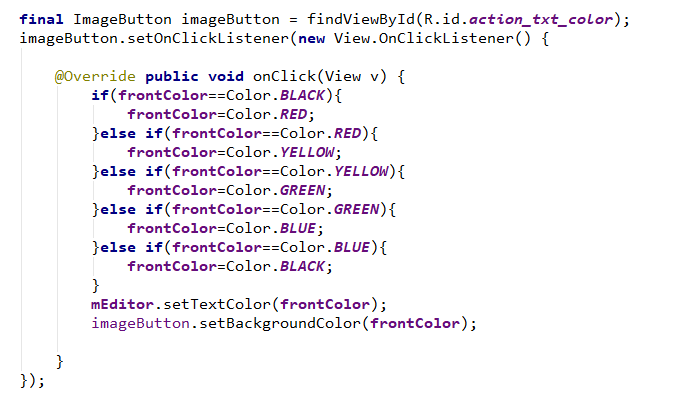 final ImageButton imageButton = findViewById(R.id.action_txt_color);
imageButton.setOnClickListener(new View.OnClickListener() {
@Override public void onClick(View v) {
if(frontColor==Color.BLACK){
frontColor=Color.RED;
}else if(frontColor==Color.RED){
frontColor=Color.YELLOW;
}else if(frontColor==Color.YELLOW){
frontColor=Color.GREEN;
}else if(frontColor==Color.GREEN){
frontColor=Color.BLUE;
}else if(frontColor==Color.BLUE){
frontColor=Color.BLACK;
}
mEditor.setTextColor(frontColor);
imageButton.setBackgroundColor(frontColor);
}
});